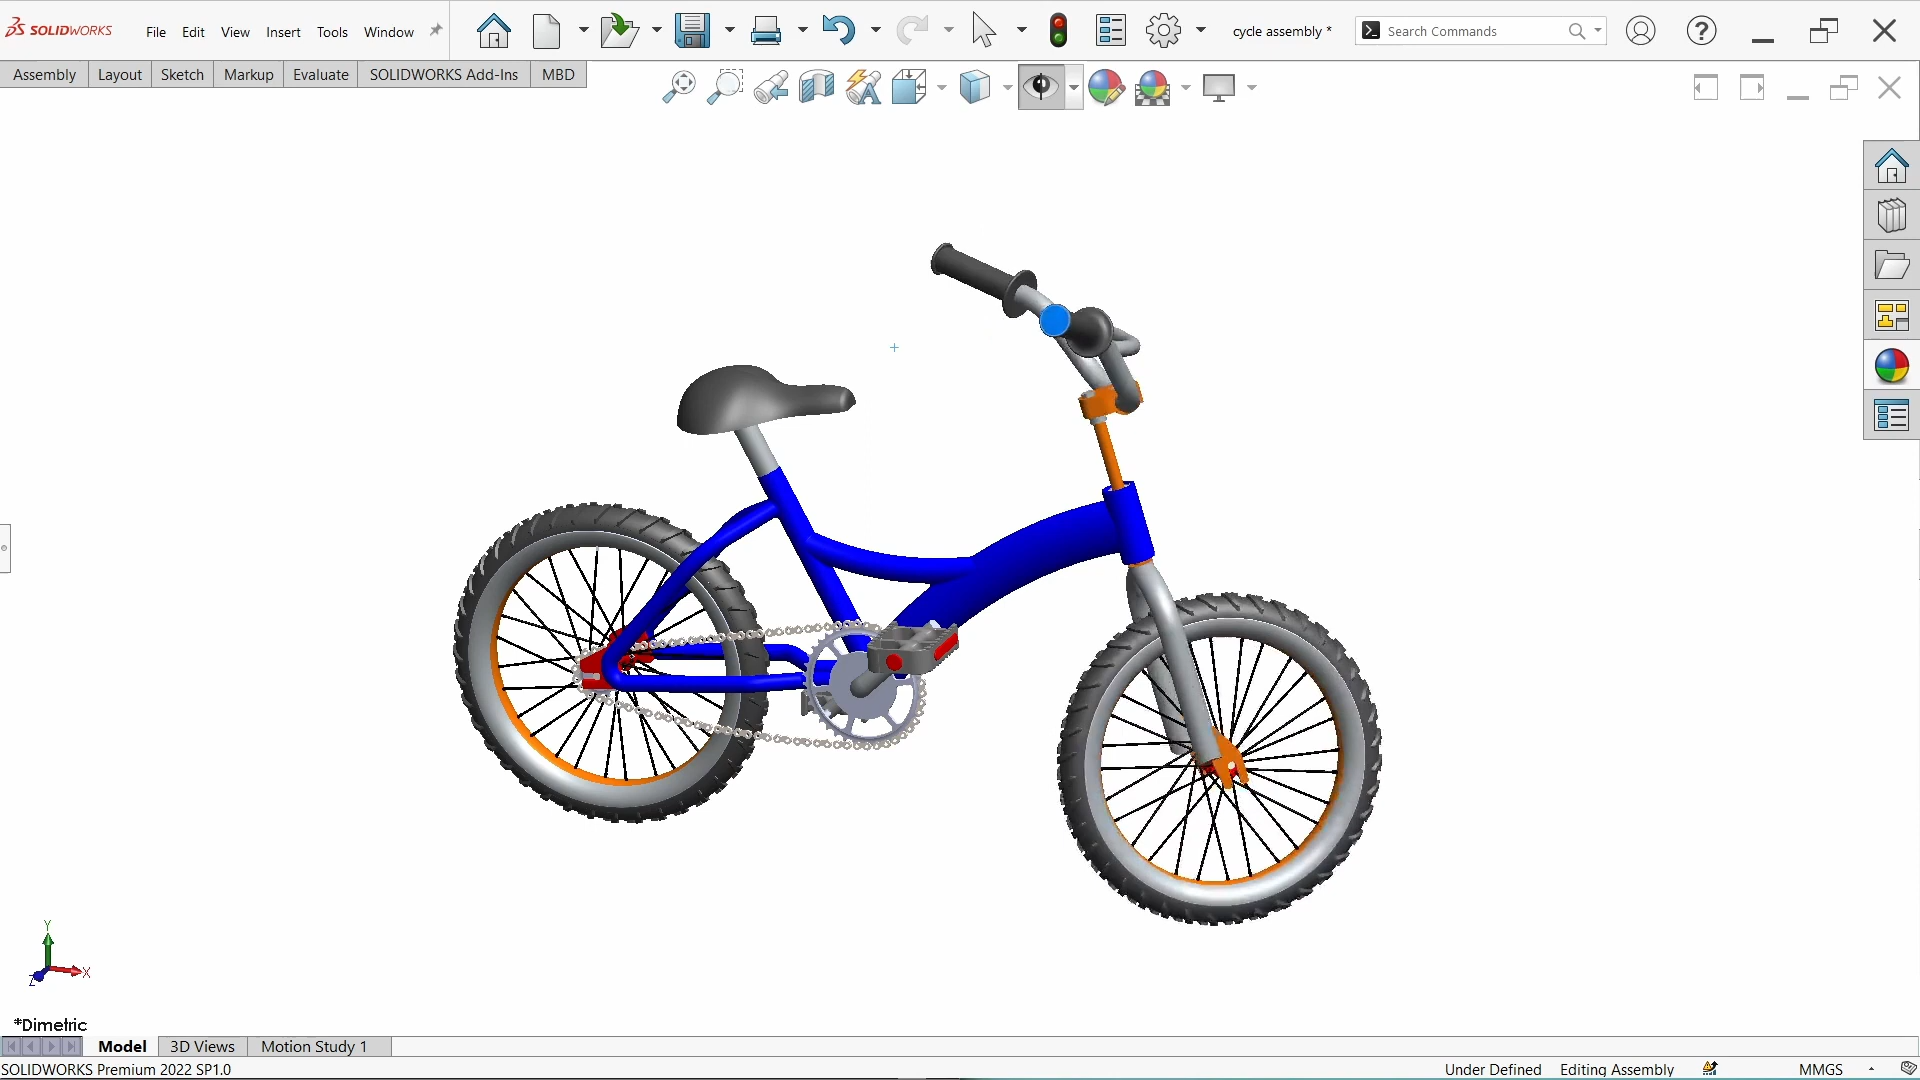 SOLIDWORKS File Edit View Insert Tools Window cycle assembly * Search Commands
Assembly Layout Sketch Markup Evaluate SOLIDWORKS Add-Ins MBD
Y
X
Z
*Dimetric
Model 3D Views Motion Study 1
SOLIDWORKS Premium 2022 SP1.0 Under Defined Editing Assembly MMGS